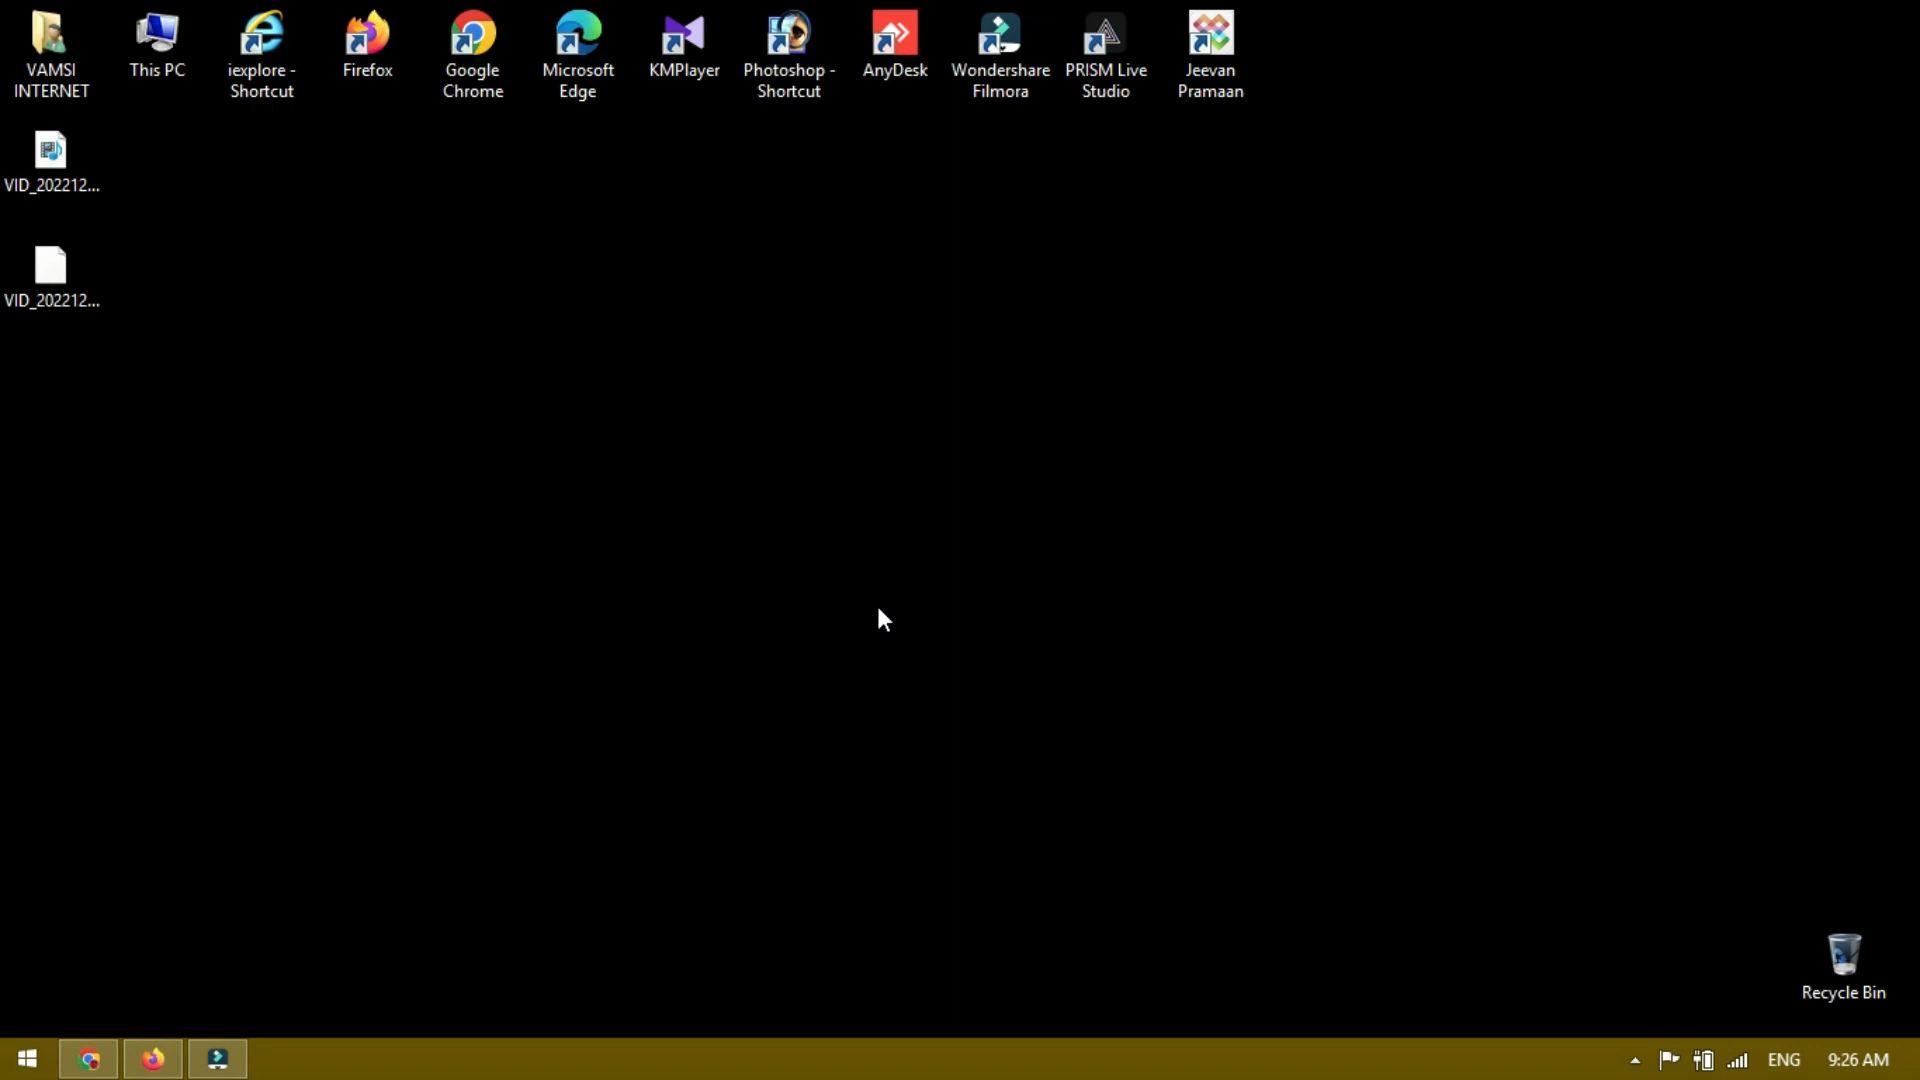 VAMSI
INTERNET
This PC
iexplore -
Shortcut
Firefox
Google
Chrome
Microsoft
Edge
KMPlayer
Photoshop -
Shortcut
AnyDesk
Wondershare
Filmora
PRISM Live
Studio
Jeevan
Pramaan
VID_202212...
VID_202212...
Recycle Bin
ENG
9:26 AM